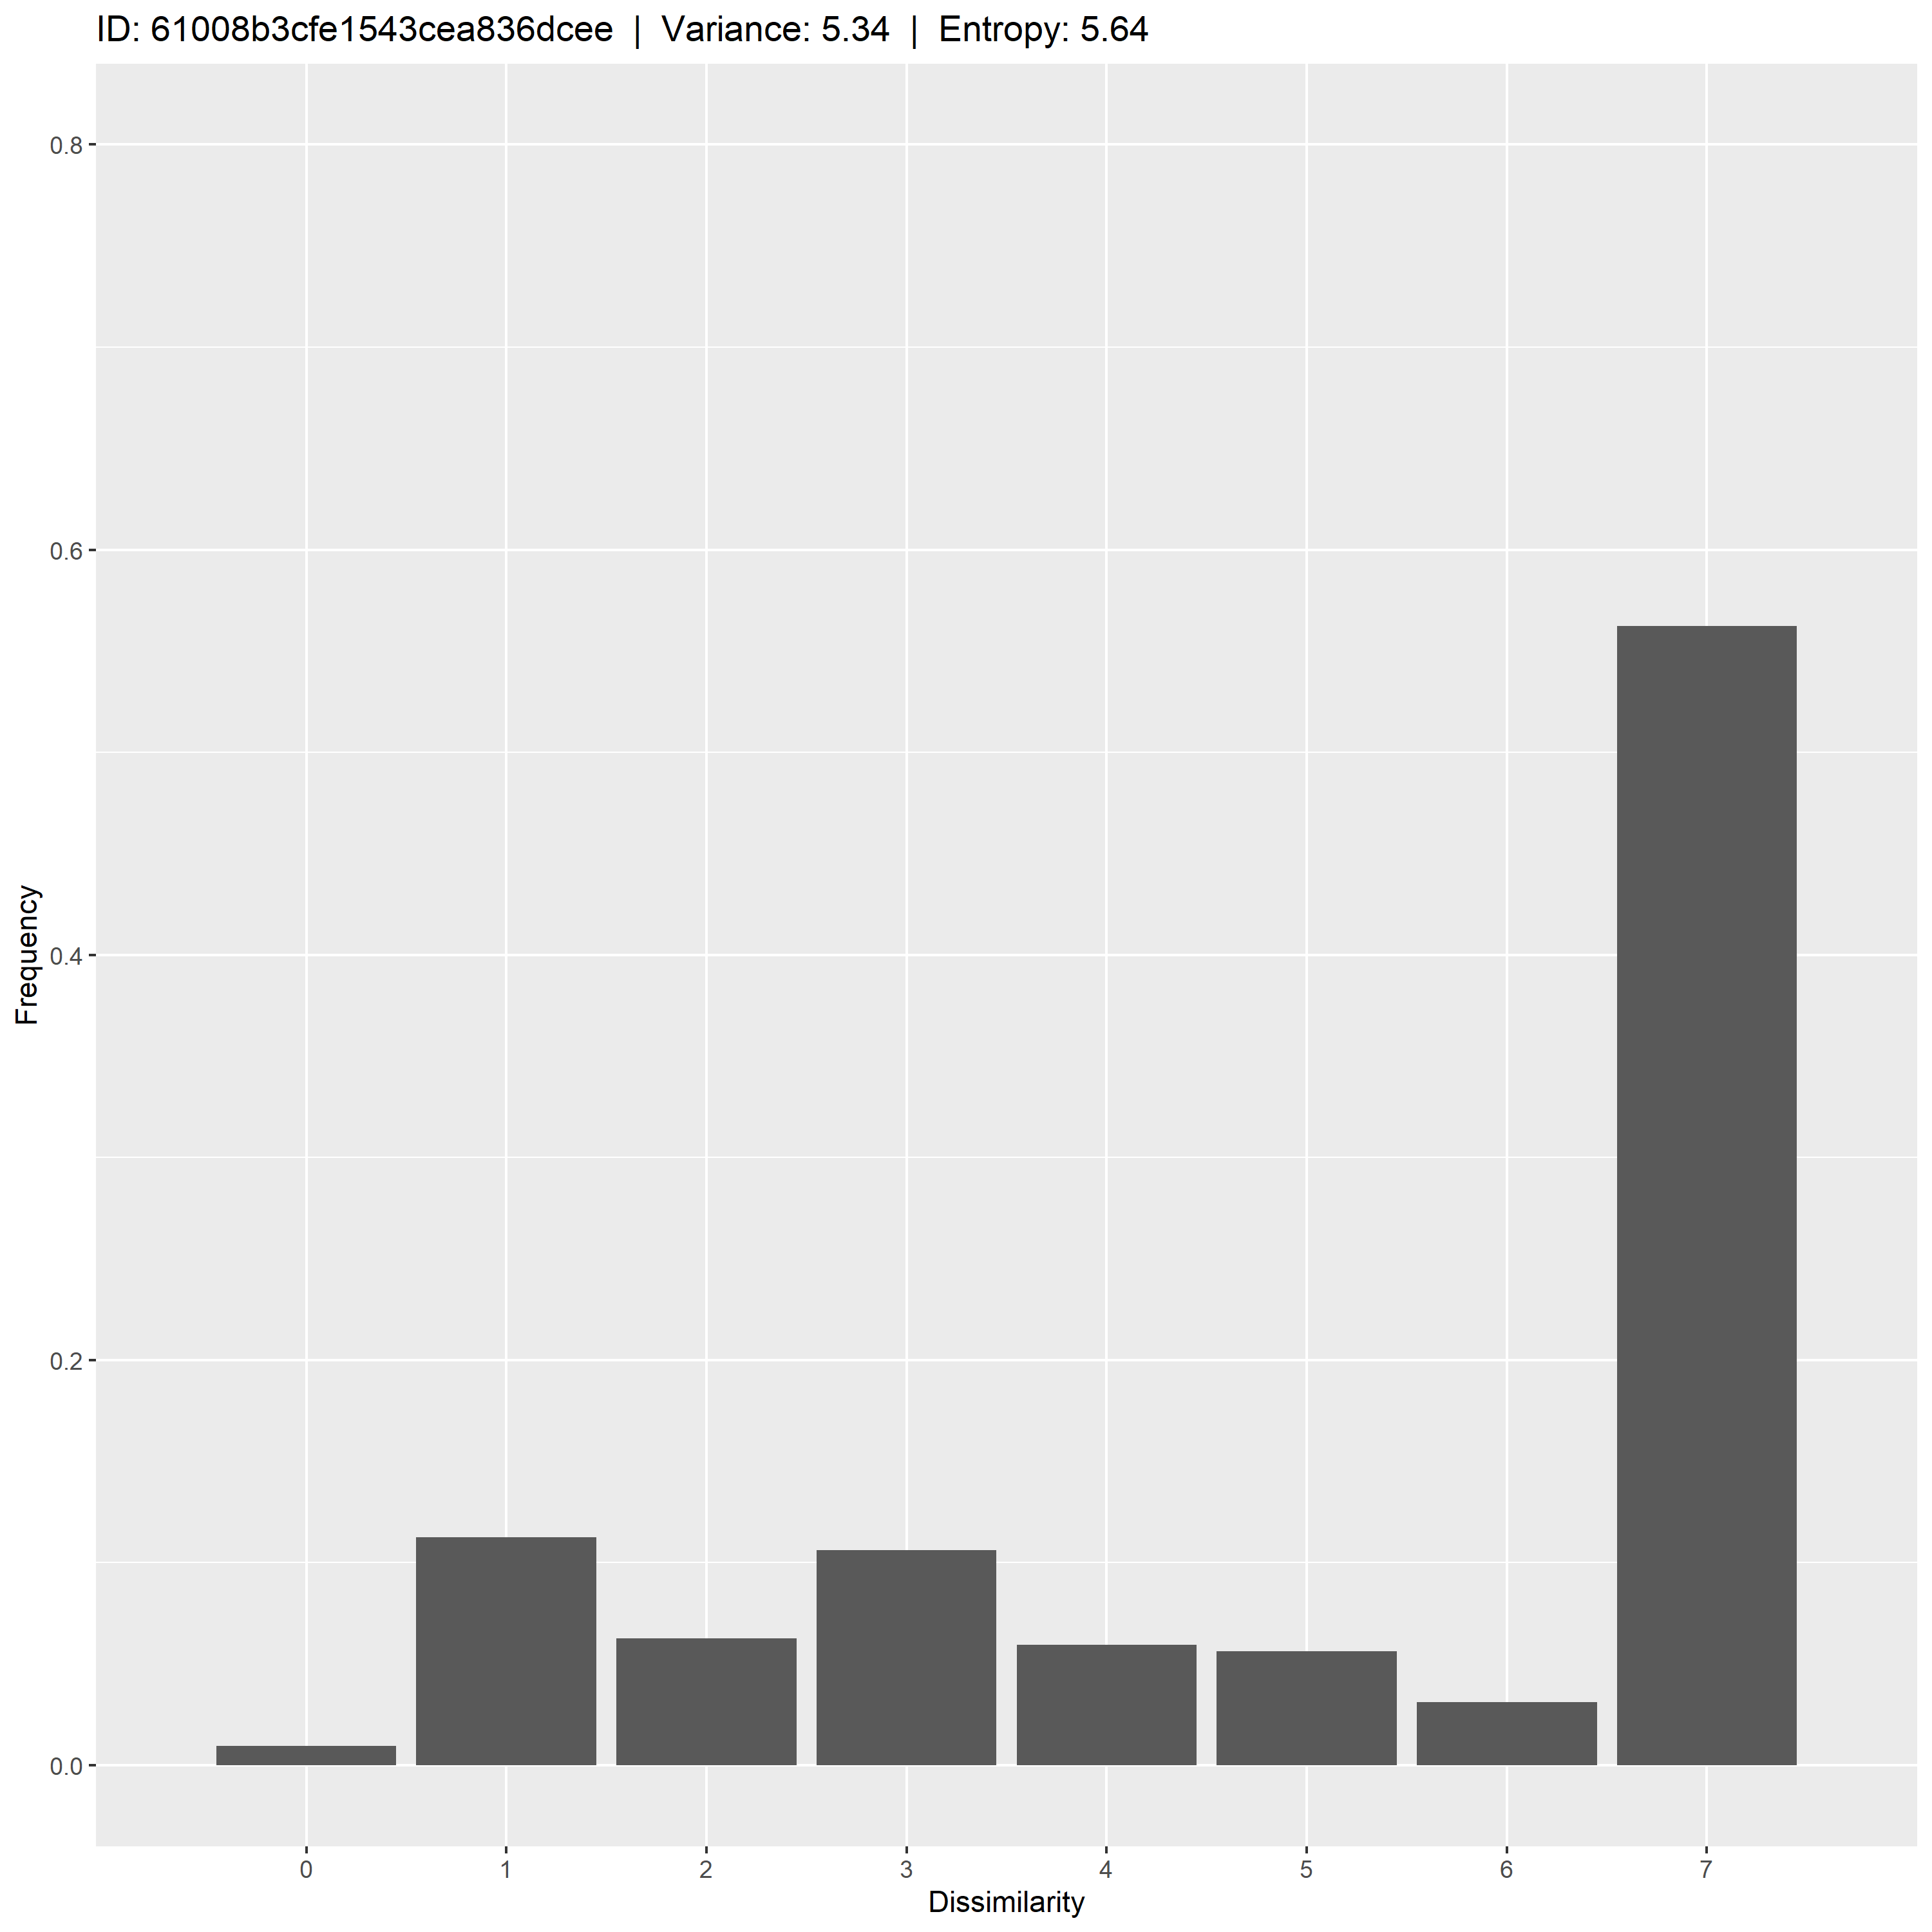 ID: 61008b3cfe1543cea836dcee | Variance: 5.34 | Entropy: 5.64
0.8
0.6
0.4
0.2
0.0
Frequency
0 1 2 3 4 5 6 7
Dissimilarity